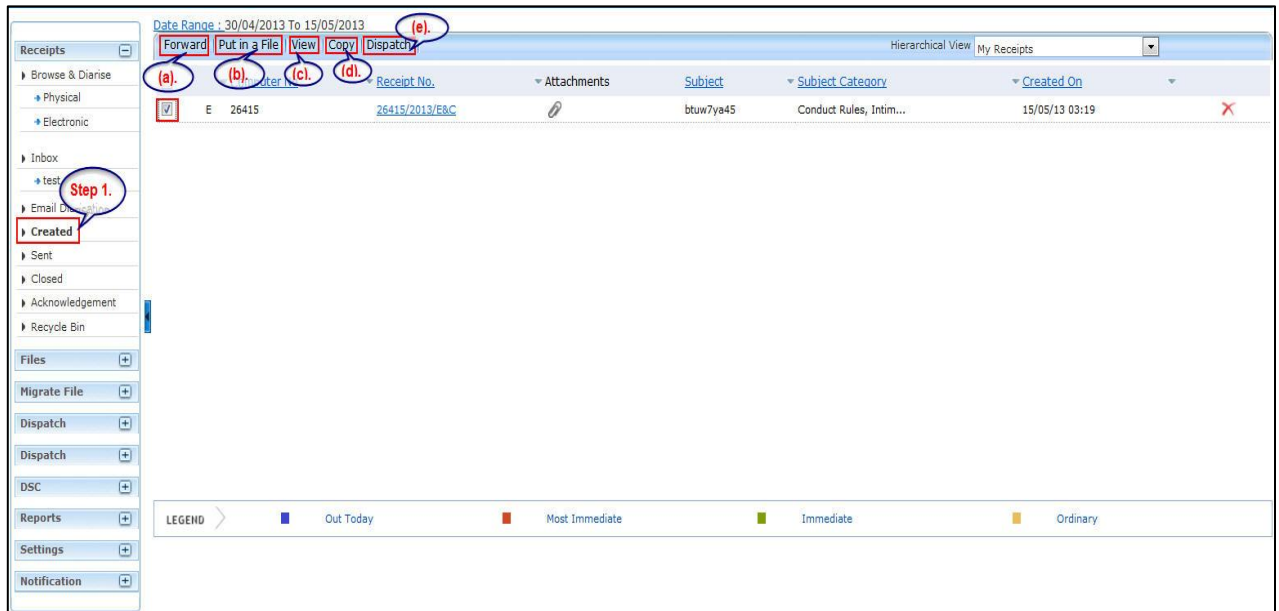 Date Range : 30/04/2013 To 15/05/2013
(e).
Forward Put in a File View Copy Dispatch Hierarchical View My Receipts
(a). (b). (c). (d).
Receipt No. Attachments Subject Subject Category Created On
E 26415 26415/2013/E&C btuw7ya45 Conduct Rules, Intim... 15/05/13 03:19
Receipts
Browse & Diarise
Physical
Electronic
Inbox
test
Step 1.
Email
Created
Sent
Closed
Acknowledgement
Recycle Bin
Files
Migrate File
Dispatch
Dispatch
DSC
Reports
Settings
Notification
LEGEND Out Today Most Immediate Immediate Ordinary